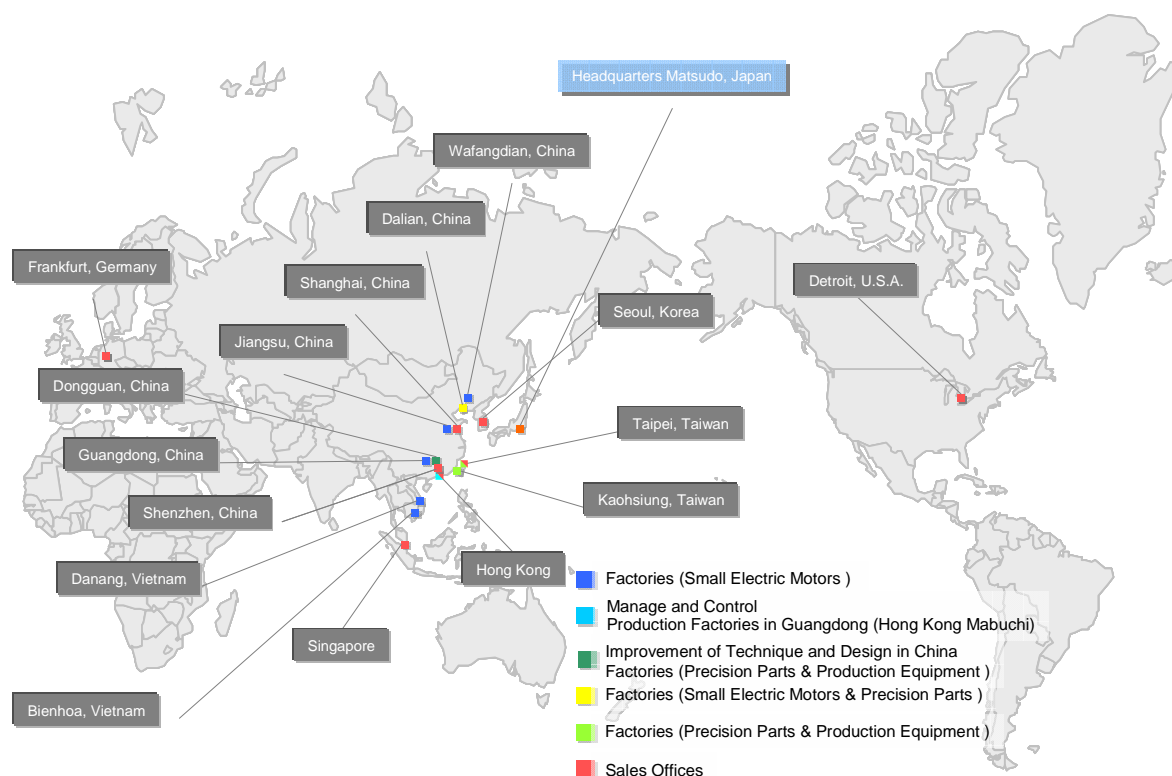 Headquarters Matsudo, Japan
Wafangdian, China
Dalian, China
Frankfurt, Germany
Shanghai, China
Detroit, U.S.A.
Seoul, Korea
Jiangsu, China
Dongguan, China
Taipei, Taiwan
Guangdong, China
Kaohsiung, Taiwan
Shenzhen, China
Hong Kong
Danang, Vietnam
Singapore
Bienhoa, Vietnam
Factories (Small Electric Motors )
Manage and Control
Production Factories in Guangdong (Hong Kong Mabuchi)
Improvement of Technique and Design in China
Factories (Precision Parts & Production Equipment )
Factories (Small Electric Motors & Precision Parts )
Factories (Precision Parts & Production Equipment )
Sales Offices